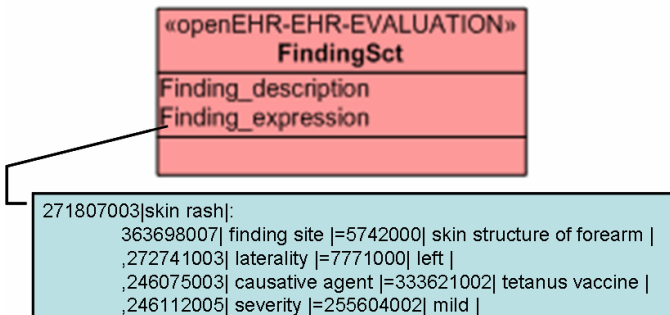 «openEHR-EHR-EVALUATION»
FindingSct
Finding_description
Finding_expression
271807003|skin rash|:
363698007| finding site |=5742000| skin structure of forearm |
,272741003| laterality |=7771000| left |
,246075003| causative agent |=333621002| tetanus vaccine |
,246112005| severity |=255604002| mild |